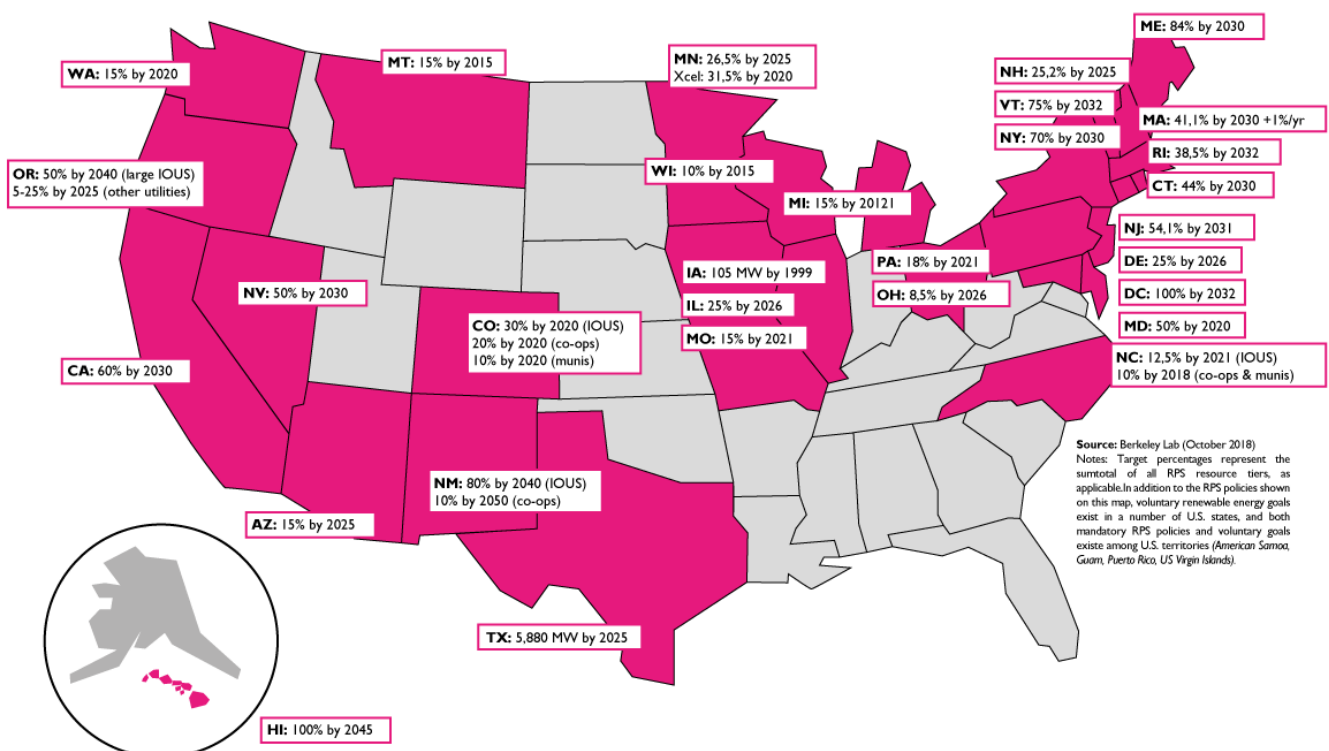 ME: 84% by 2030
MT: 15% by 2015
MN: 26,5% by 2025
Xcel: 31,5% by 2020
WA: 15% by 2020
NH: 25,2% by 2025
VT: 75% by 2032
MA: 41,1% by 2030 +1%/yr
NY: 70% by 2030
RI: 38,5% by 2032
OR: 50% by 2040 (large IOUS)
5-25% by 2025 (other utilities)
WI: 10% by 2015
CT: 44% by 2030
MI: 15% by 20121
NJ: 54,1% by 2031
PA: 18% by 2021
DE: 25% by 2026
IA: 105 MW by 1999
NV: 50% by 2030
OH: 8,5% by 2026
DC: 100% by 2032
IL: 25% by 2026
CO: 30% by 2020 (IOUS)
20% by 2020 (co-ops)
10% by 2020 (munis)
MD: 50% by 2020
MO: 15% by 2021
NC: 12,5% by 2021 (IOUS)
10% by 2018 (co-ops & munis)
CA: 60% by 2030
NM: 80% by 2040 (IOUS)
10% by 2050 (co-ops)
AZ: 15% by 2025
Source: Berkeley Lab (October 2018)
Notes: Target percentages represent the
sumtotal of all RPS resource tiers, as
applicable.In addition to the RPS policies shown
on this map, voluntary renewable energy goals
exist in a number of U.S. states, and both
mandatory RPS policies and voluntary goals
existe among U.S. territories (American Samoa,
Guam, Puerto Rico, US Virgin Islands).
TX: 5,880 MW by 2025
HI: 100% by 2045